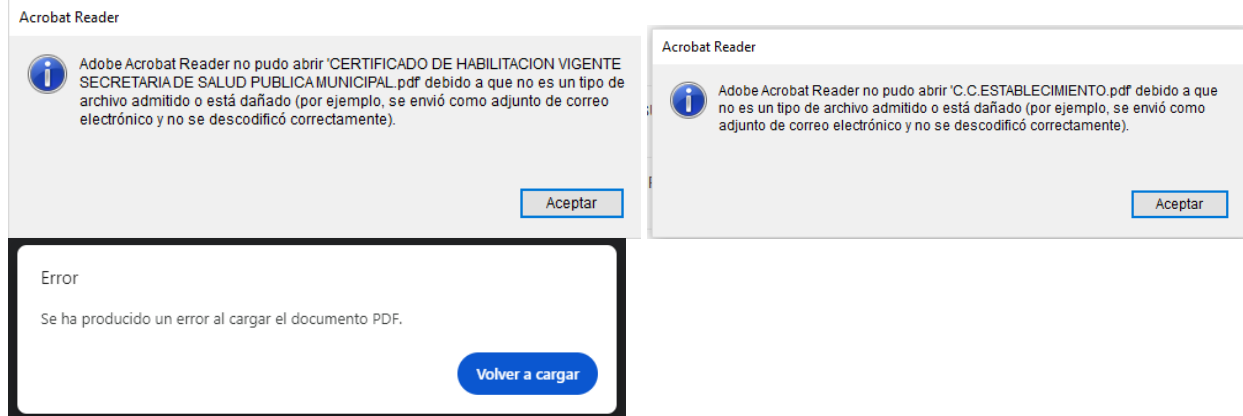 Acrobat Reader
Adobe Acrobat Reader no pudo abrir 'CERTIFICADO DE HABILITACION VIGENTE
SECRETARIA DE SALUD PUBLICA MUNICIPAL.pdf' debido a que no es un tipo de
archivo admitido o está dañado (por ejemplo, se envió como adjunto de correo
electrónico y no se descodificó correctamente).
Aceptar
Acrobat Reader
Adobe Acrobat Reader no pudo abrir 'C.C.ESTABLECIMIENTO.pdf' debido a que
no es un tipo de archivo admitido o está dañado (por ejemplo, se envió como
adjunto de correo electrónico y no se descodificó correctamente).
Aceptar
Error
Se ha producido un error al cargar el documento PDF.
Volver a cargar